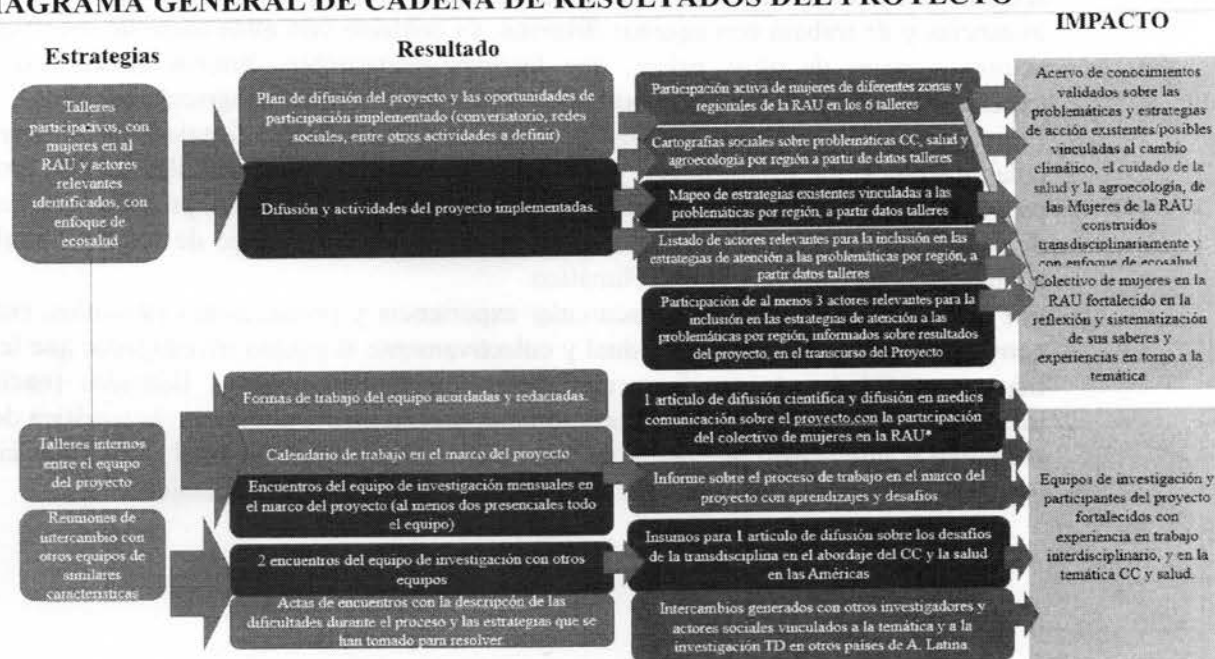 DIAGRAMA GENERAL DE CADENA DE RESULTADOS DEL PROYECTO
IMPACTO
Estrategias
Resultado
Talleres
participativos, con
mujeres en al
RAU y actores
relevantes
identificados, con
enfoque de
ecosalud
Plan de difusión del proyecto y las oportunidades de
participación implementado (conversatorio, redes
sociales, entre otrxs actividades a definir)
Difusión y actividades del proyecto implementadas.
Participación activa de mujeres de diferentes zonas y
regionales de la RAU en los 6 talleres
Cartografías sociales sobre problemáticas CC, salud y
agroecología por región a partir de datos talleres
Mapeo de estrategias existentes vinculadas a las
problemáticas por región, a partir datos talleres
Listado de actores relevantes para la inclusión en las
estrategias de atención a las problemáticas por región, a
partir datos talleres
Participación de al menos 3 actores relevantes para la
inclusión en las estrategias de atención a las
problemáticas por región, informados sobre resultados
del proyecto, en el transcurso del Proyecto
Acervo de conocimientos
validados sobre las
problemáticas y estrategias
de acción existentes/posibles
vinculadas al cambio
climático, el cuidado de la
salud y la agroecología, de
las Mujeres de la RAU
construidos
transdisciplinariamente y
con enfoque de ecosalud
Colectivo de mujeres en la
RAU fortalecido en la
reflexión y sistematización
de sus saberes y
experiencias en torno a la
temática
Talleres internos
entre el equipo
del proyecto
Reuniones de
intercambio con
otros equipos de
similares
características
Formas de trabajo del equipo acordadas y redactadas.
Calendario de trabajo en el marco del proyecto
Encuentros del equipo de investigación mensuales en
el marco del proyecto (al menos dos presenciales todo
el equipo)
2 encuentros del equipo de investigación con otros
equipos
Actas de encuentros con la descripcón de las
dificultades durante el proceso y las estrategias que se
han tomado para resolver.
1 artículo de difusión científica y difusión en medios
comunicación sobre el proyecto con la participación
del colectivo de mujeres en la RAU*
Informe sobre el proceso de trabajo en el marco del
proyecto con aprendizajes y desafíos
Insumos para 1 artículo de difusión sobre los desafíos
de la transdisciplina en el abordaje del CC y la salud
en las Américas
Intercambios generados con otros investigadores y
actores sociales vinculados a la temática y a la
investigación TD en otros países de A. Latina
Equipos de investigación y
participantes del proyecto
fortalecidos con
experiencia en trabajo
interdisciplinario, y en la
temática CC y salud.